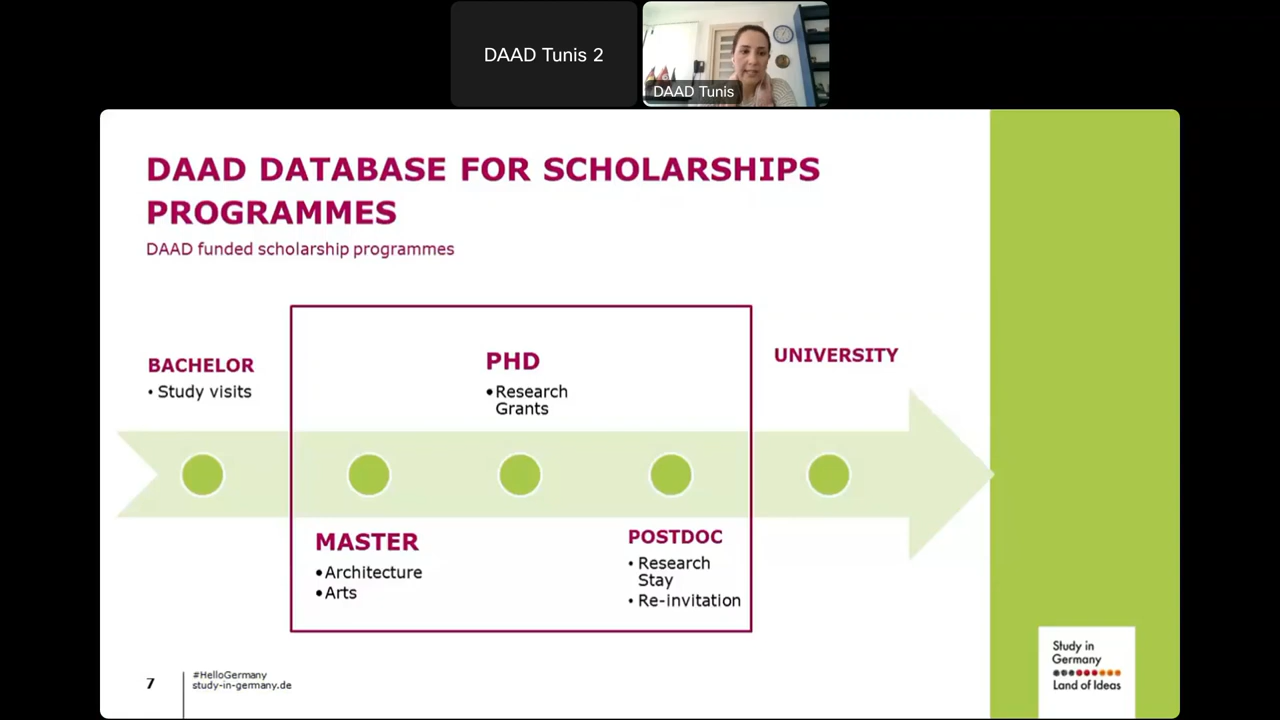 DAAD Tunis 2
DAAD Tunis
DAAD DATABASE FOR SCHOLARSHIPS
PROGRAMMES
DAAD funded scholarship programmes
BACHELOR
• Study visits
PHD
• Research
Grants
UNIVERSITY
MASTER
• Architecture
• Arts
POSTDOC
• Research
Stay
• Re-invitation
7
#HelloGermany
study-in-germany.de
Study in
Germany
Land of Ideas